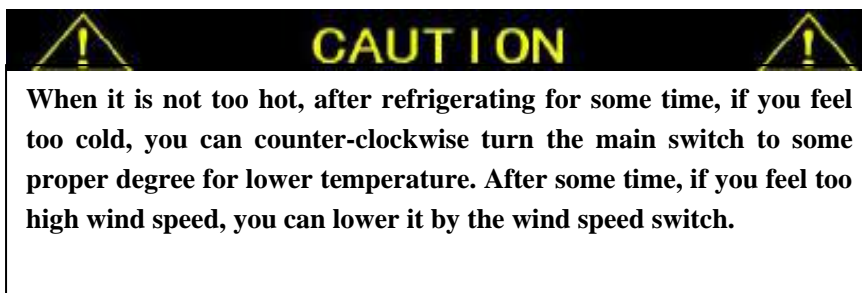 CAUTION
When it is not too hot, after refrigerating for some time, if you feel
too cold, you can counter-clockwise turn the main switch to some
proper degree for lower temperature. After some time, if you feel too
high wind speed, you can lower it by the wind speed switch.